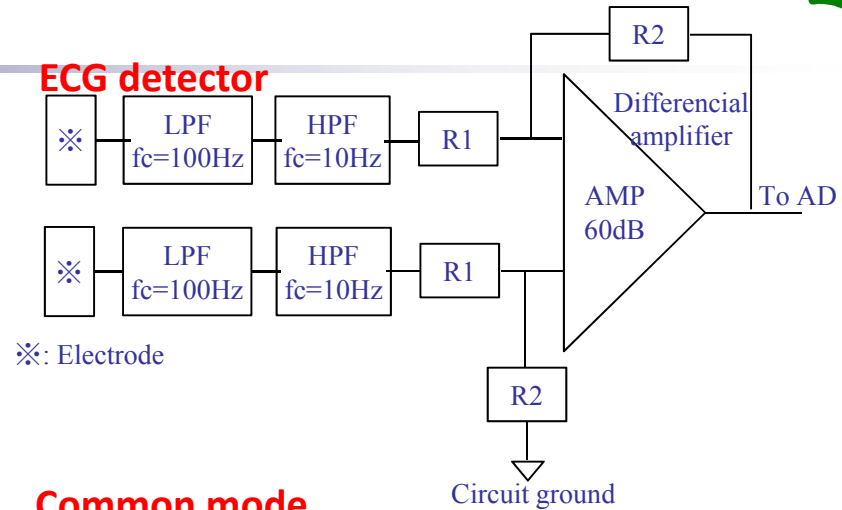 ECG detector
R2
※
LPF
fc=100Hz
HPF
fc=10Hz
R1
Differencial
amplifier
AMP
60dB
To AD
※
LPF
fc=100Hz
HPF
fc=10Hz
R1
※: Electrode
R2
Circuit ground
Common mode